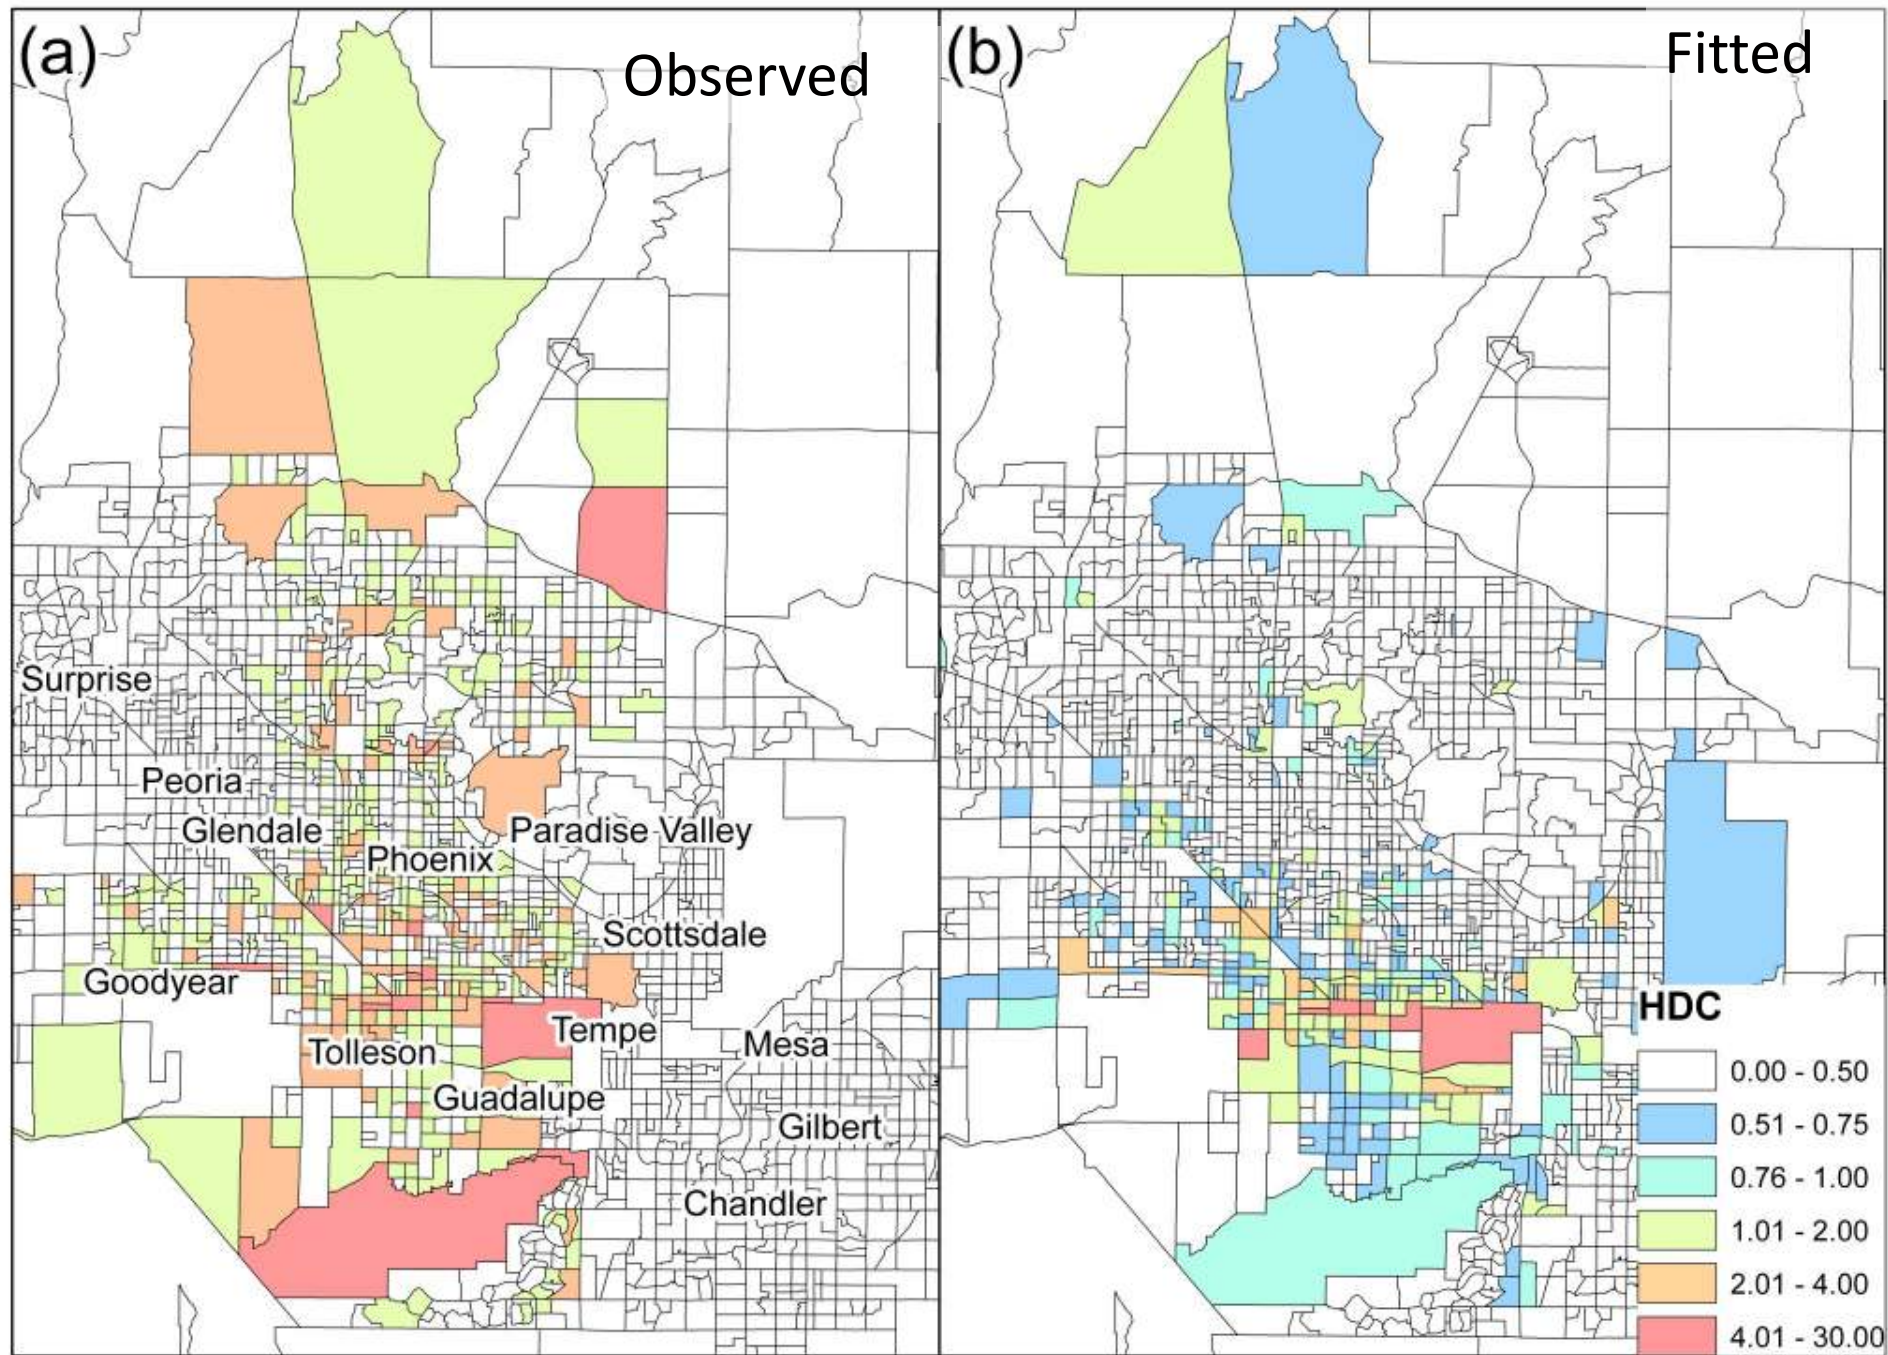 (a)
Observed
(b)
Fitted
Surprise
Peoria
Glendale
Paradise Valley
Phoenix
Scottsdale
Goodyear
Tempe
Tolleson
Mesa
Guadalupe
Gilbert
Chandler
HDC
0.00 - 0.50
0.51 - 0.75
0.76 - 1.00
1.01 - 2.00
2.01 - 4.00
4.01 - 30.00